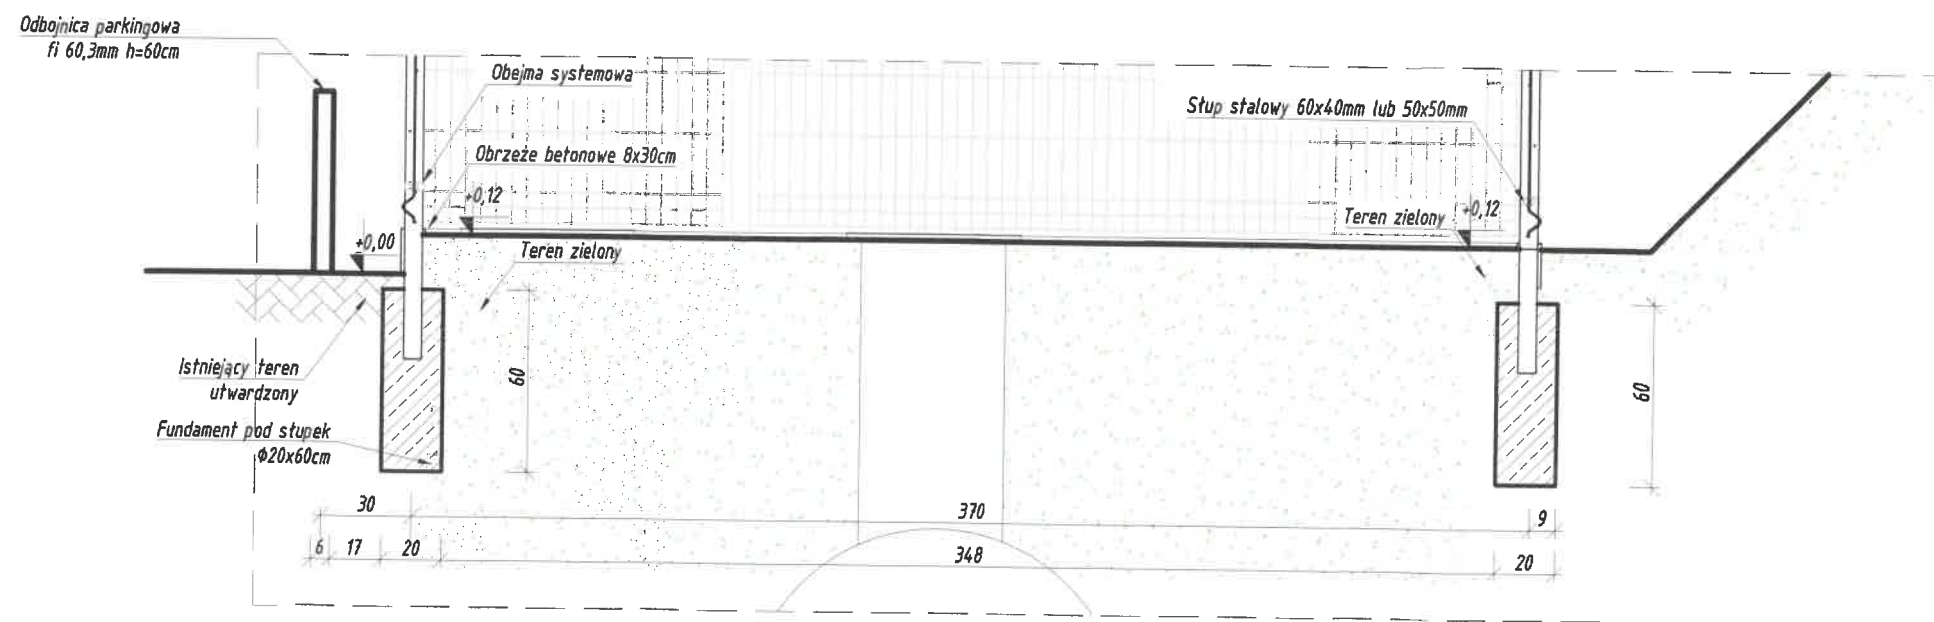 Odbojnica parkingowa
fi 60,3mm h=60cm
Obejma systemowa
Słup stalowy 60x40mm lub 50x50mm
Obrzeże betonowe 8x30cm
+0,12
Teren zielony
+0,12
+0,00
Teren zielony
Istniejący teren
utwardzony
60
60
Fundament pod słupek
Φ20x60cm
30
370
9
6
17
20
348
20